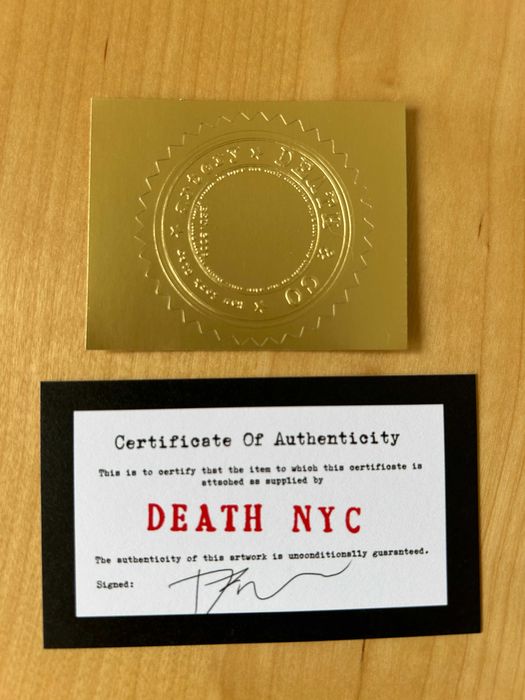 DEATH
Certificate Of Authenticity
This is to certify that the item to which this certificate is
attached as supplied by
DEATH NYC
The authenticity of this artwork is unconditionally guaranteed.
Signed: